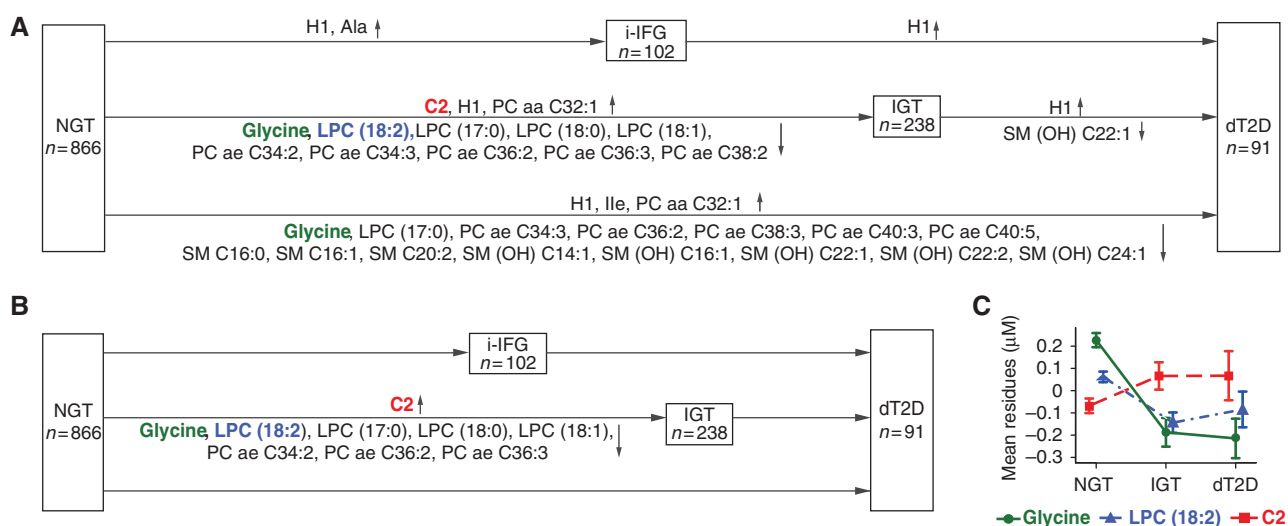 A
H1, Ala ↑
i-IFG
n=102
H1↑
NGT
n=866
C2, H1, PC aa C32:1 ↑
Glycine, LPC (18:2), LPC (17:0), LPC (18:0), LPC (18:1),
PC ae C34:2, PC ae C34:3, PC ae C36:2, PC ae C36:3, PC ae C38:2 ↓
IGT
n=238
H1↑
SM (OH) C22:1 ↓
dT2D
n=91
H1, Ile, PC aa C32:1 ↑
Glycine, LPC (17:0), PC ae C34:3, PC ae C36:2, PC ae C38:3, PC ae C40:3, PC ae C40:5,
SM C16:0, SM C16:1, SM C20:2, SM (OH) C14:1, SM (OH) C16:1, SM (OH) C22:1, SM (OH) C22:2, SM (OH) C24:1 ↓
B
i-IFG
n=102
NGT
n=866
C2↑
Glycine, LPC (18:2), LPC (17:0), LPC (18:0), LPC (18:1),
PC ae C34:2, PC ae C36:2, PC ae C36:3 ↓
IGT
n=238
dT2D
n=91
C
Mean residues (μM)
0.2
0.1
0
−0.1
−0.2
−0.3
NGT IGT dT2D
Glycine LPC (18:2) C2